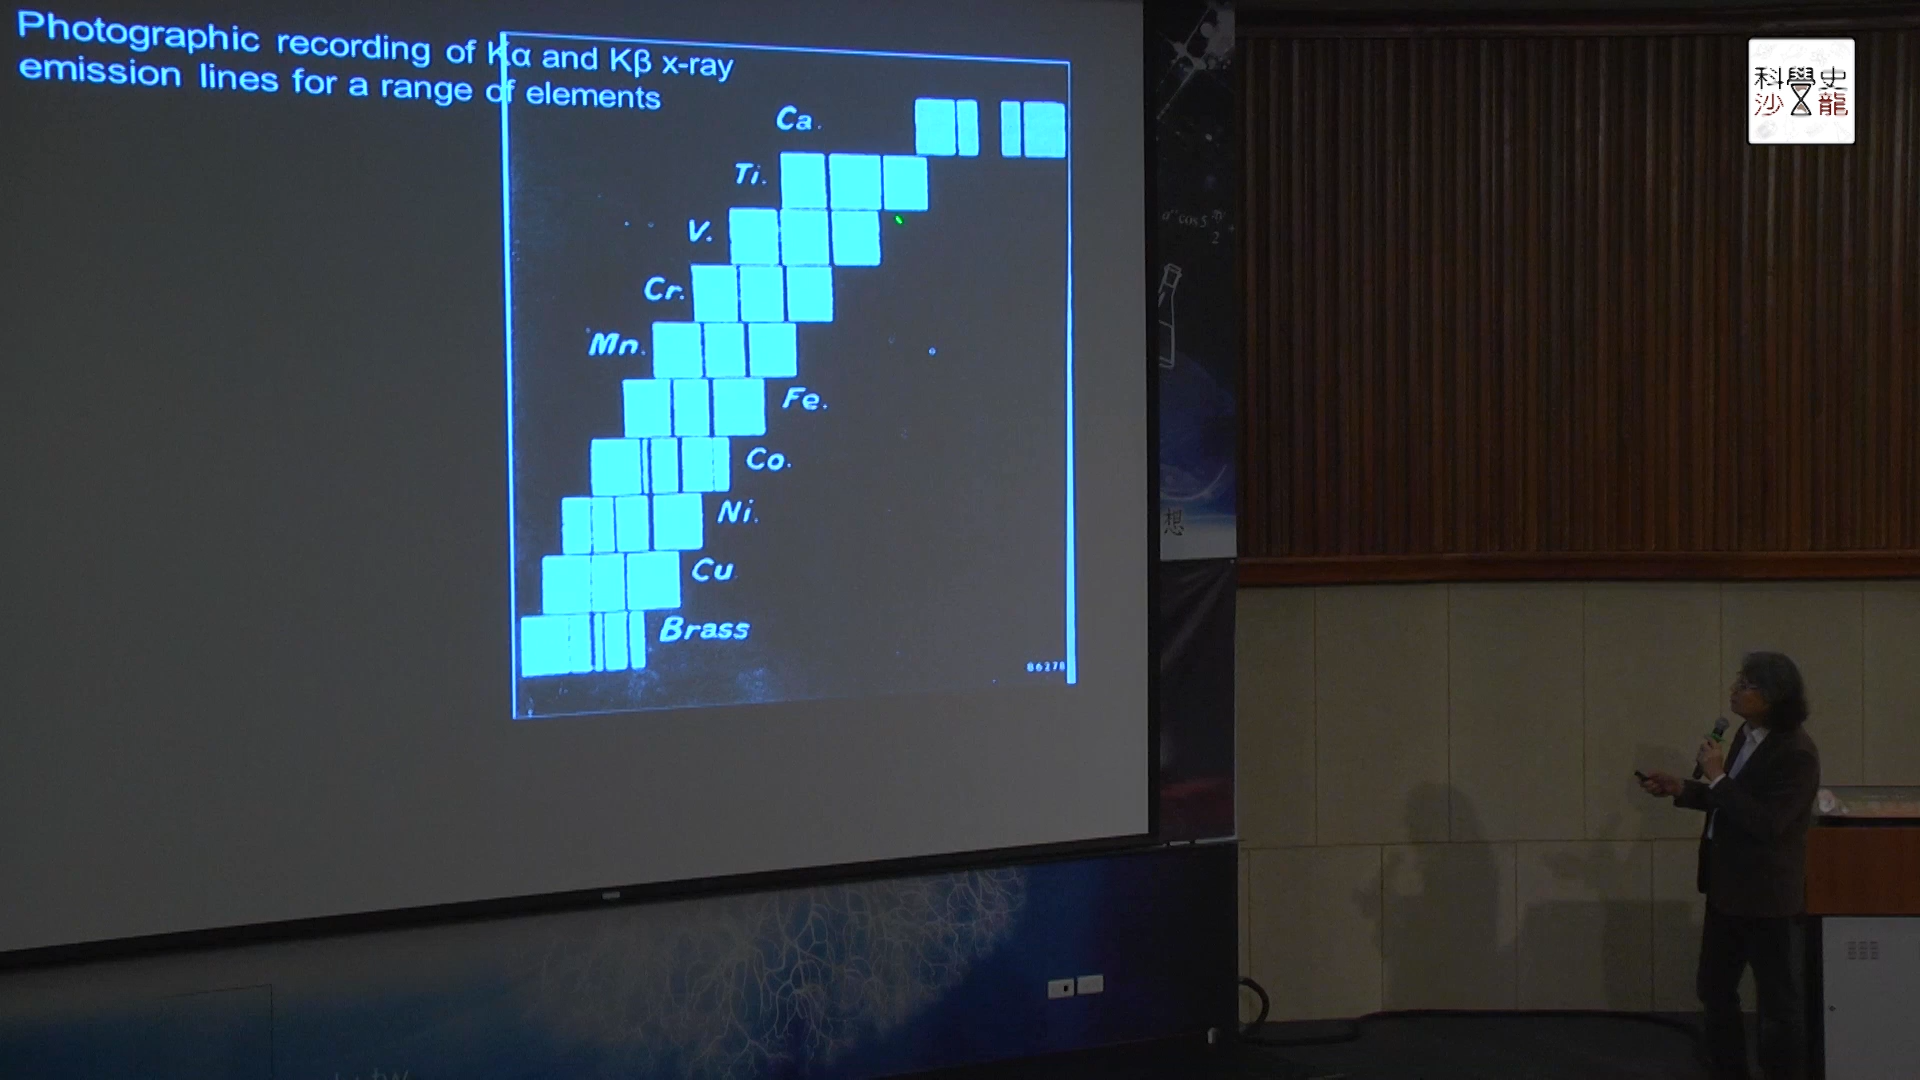 Photographic recording of Kα and Kβ x-ray
emission lines for a range of elements
Ca.
Ti.
V.
Cr.
Mn.
Fe.
Co.
Ni.
Cu
Brass
86278
科學史
沙龍
想